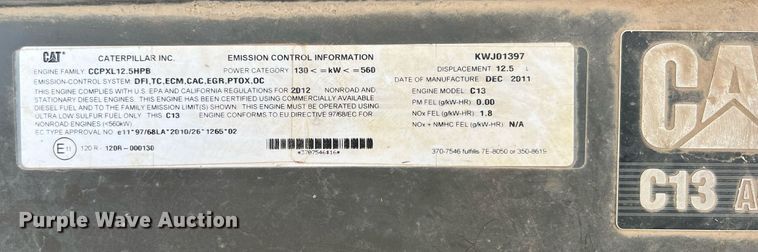 CAT CATERPILLAR INC. EMISSION CONTROL INFORMATION KWJ01397
ENGINE FAMILY CCPXL12.5HPB POWER CATEGORY 130<=kW<=560 DISPLACEMENT 12.5 L
EMISSION-CONTROL SYSTEM: DFI,TC,ECM,CAC,EGR,PTOX,OC DATE OF MANUFACTURE DEC 2011
THIS ENGINE COMPLIES WITH U.S. EPA AND CALIFORNIA REGULATIONS FOR 2012 NONROAD AND ENGINE MODEL: C13
STATIONARY DIESEL ENGINES. THIS ENGINE HAS BEEN CERTIFIED USING COMMERCIALLY AVAILABLE PM FEL (g/kW-HR) 0.00
DIESEL FUEL AND TO THE FAMILY EMISSION LIMIT(S) SHOWN. THIS ENGINE MUST BE OPERATED USING NOx FEL (g/kW-HR) 1.8
ULTRA LOW SULFUR FUEL ONLY. THIS C13 ENGINE CONFORMS TO EU DIRECTIVE 97/68/EC FOR NOx + NMHC FEL (g/kW-HR) N/A
NONROAD ENGINES (<560kW)
EC TYPE APPROVAL NO. e11*97/68LA*2010/26*1265*02
E11 120 R- 120R-000130
*3707546#16*
370-7546 fulfills 7E-8050 or 350-8619
CA
C13 A
Purple Wave Auction